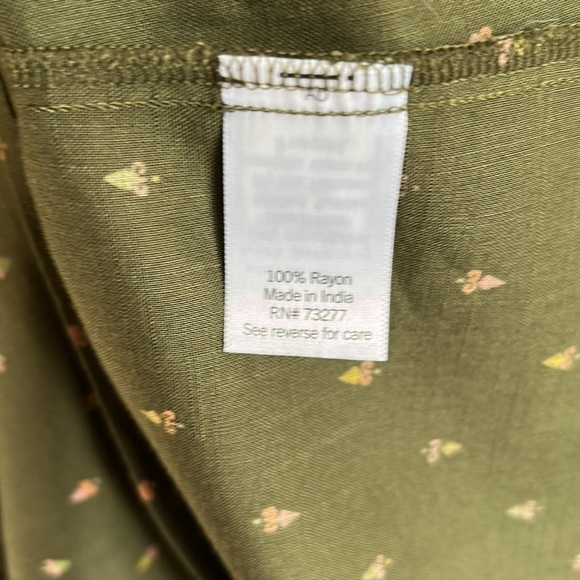 100% Rayon
Made in India
RN# 73277
See reverse for care